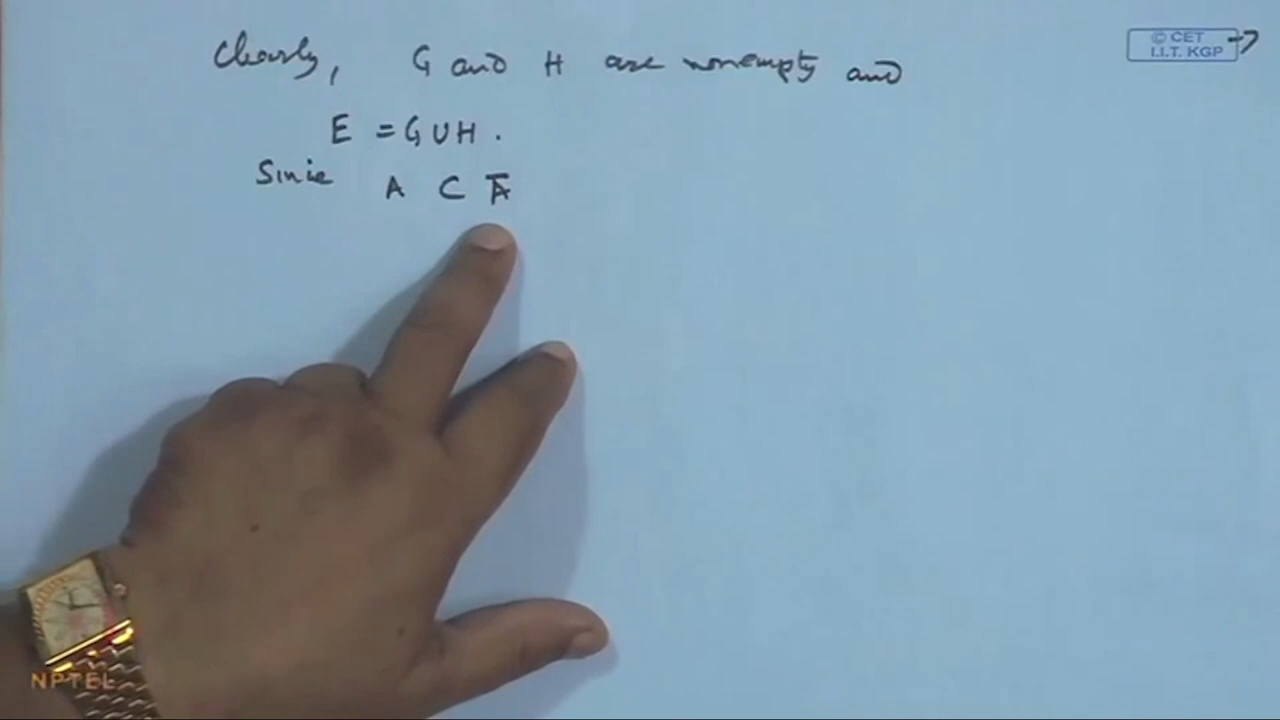 Clearly, G and H are nonempty and
© CET
I.I.T. KGP
E = G ∪ H.
Since A ⊂ A̅
NPTEL